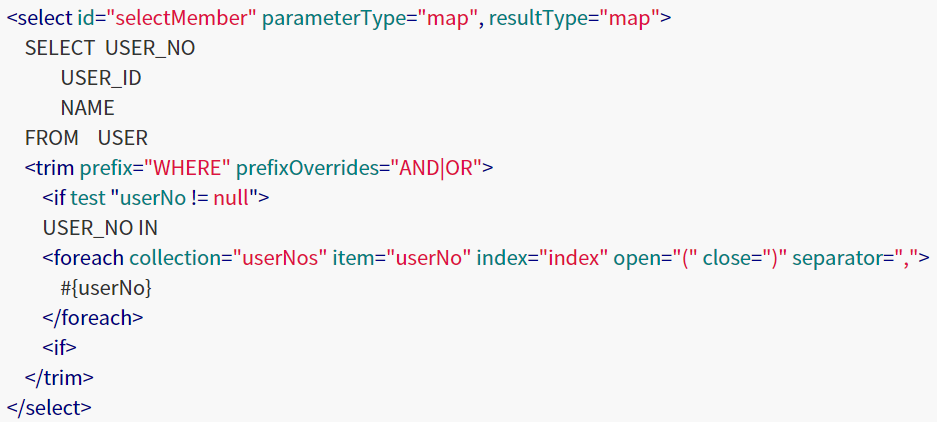 <select id="selectMember" parameterType="map", resultType="map">
SELECT USER_NO
USER_ID
NAME
FROM USER
<trim prefix="WHERE" prefixOverrides="AND|OR">
<if test "userNo != null">
USER_NO IN
<foreach collection="userNos" item="userNo" index="index" open="(" close=")" separator=",">
#{userNo}
</foreach>
<if>
</trim>
</select>